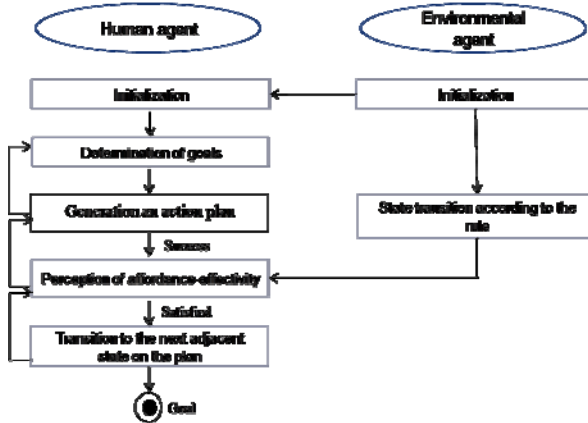 Human agent
Environmental
agent
Initialization
Initialization
Determination of goals
Generation an action plan
State transition according to the
rule
Success
Perception of affordance-effectivity
Satisfied
Transition to the next adjacent
state on the plan
Goal